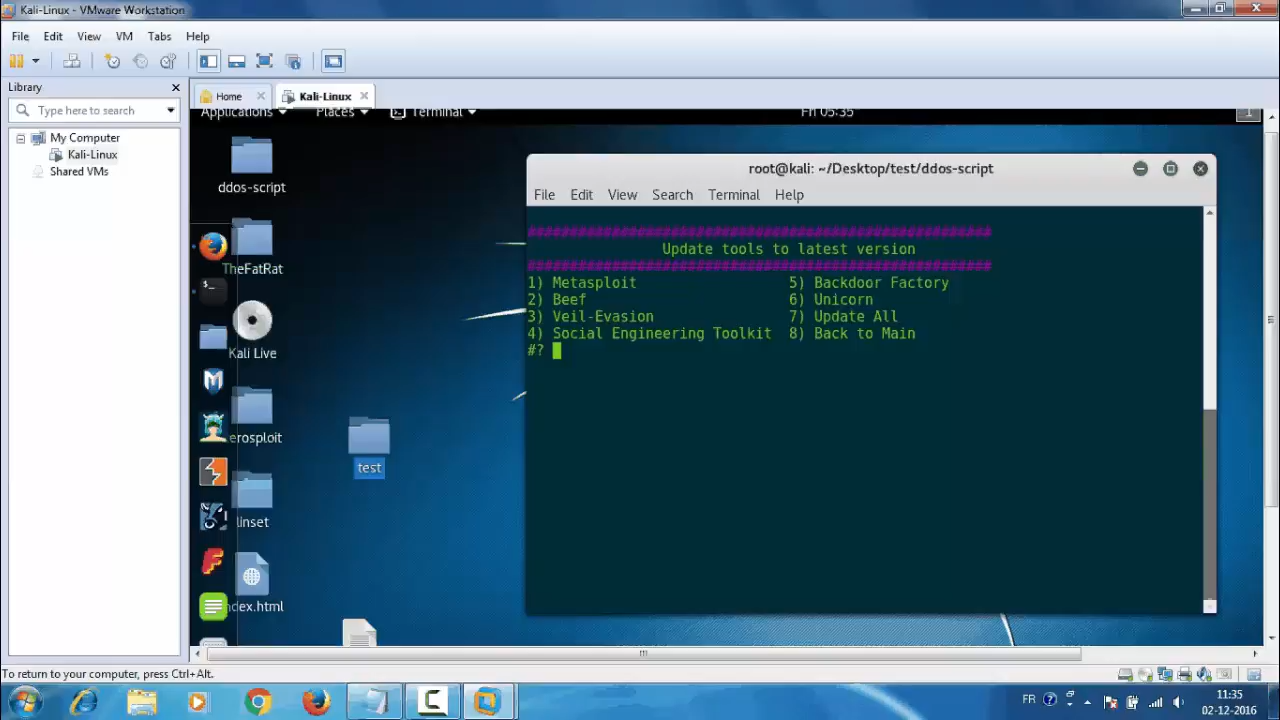 Kali-Linux - VMware Workstation
File Edit View VM Tabs Help
Library
Type here to search
My Computer
Kali-Linux
Shared VMs
Home
Kali-Linux
Applications Places Terminal Fri 05:35 1
ddos-script
TheFatRat
Kali Live
erosploit
linset
ndex.html
test
root@kali: ~/Desktop/test/ddos-script
File Edit View Search Terminal Help
#######################################################
Update tools to latest version
#######################################################
1) Metasploit 5) Backdoor Factory
2) Beef 6) Unicorn
3) Veil-Evasion 7) Update All
4) Social Engineering Toolkit 8) Back to Main
#?
To return to your computer, press Ctrl+Alt.
FR
11:35
02-12-2016